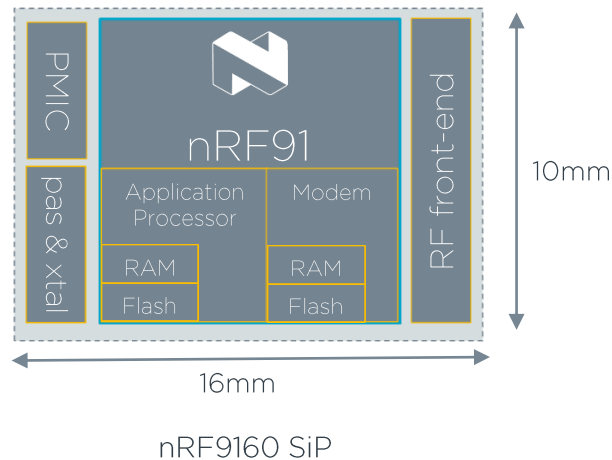 PMIC
pas & xtal
nRF91
Application
Processor
RAM
Flash
Modem
RAM
Flash
RF front-end
10mm
16mm
nRF9160 SiP